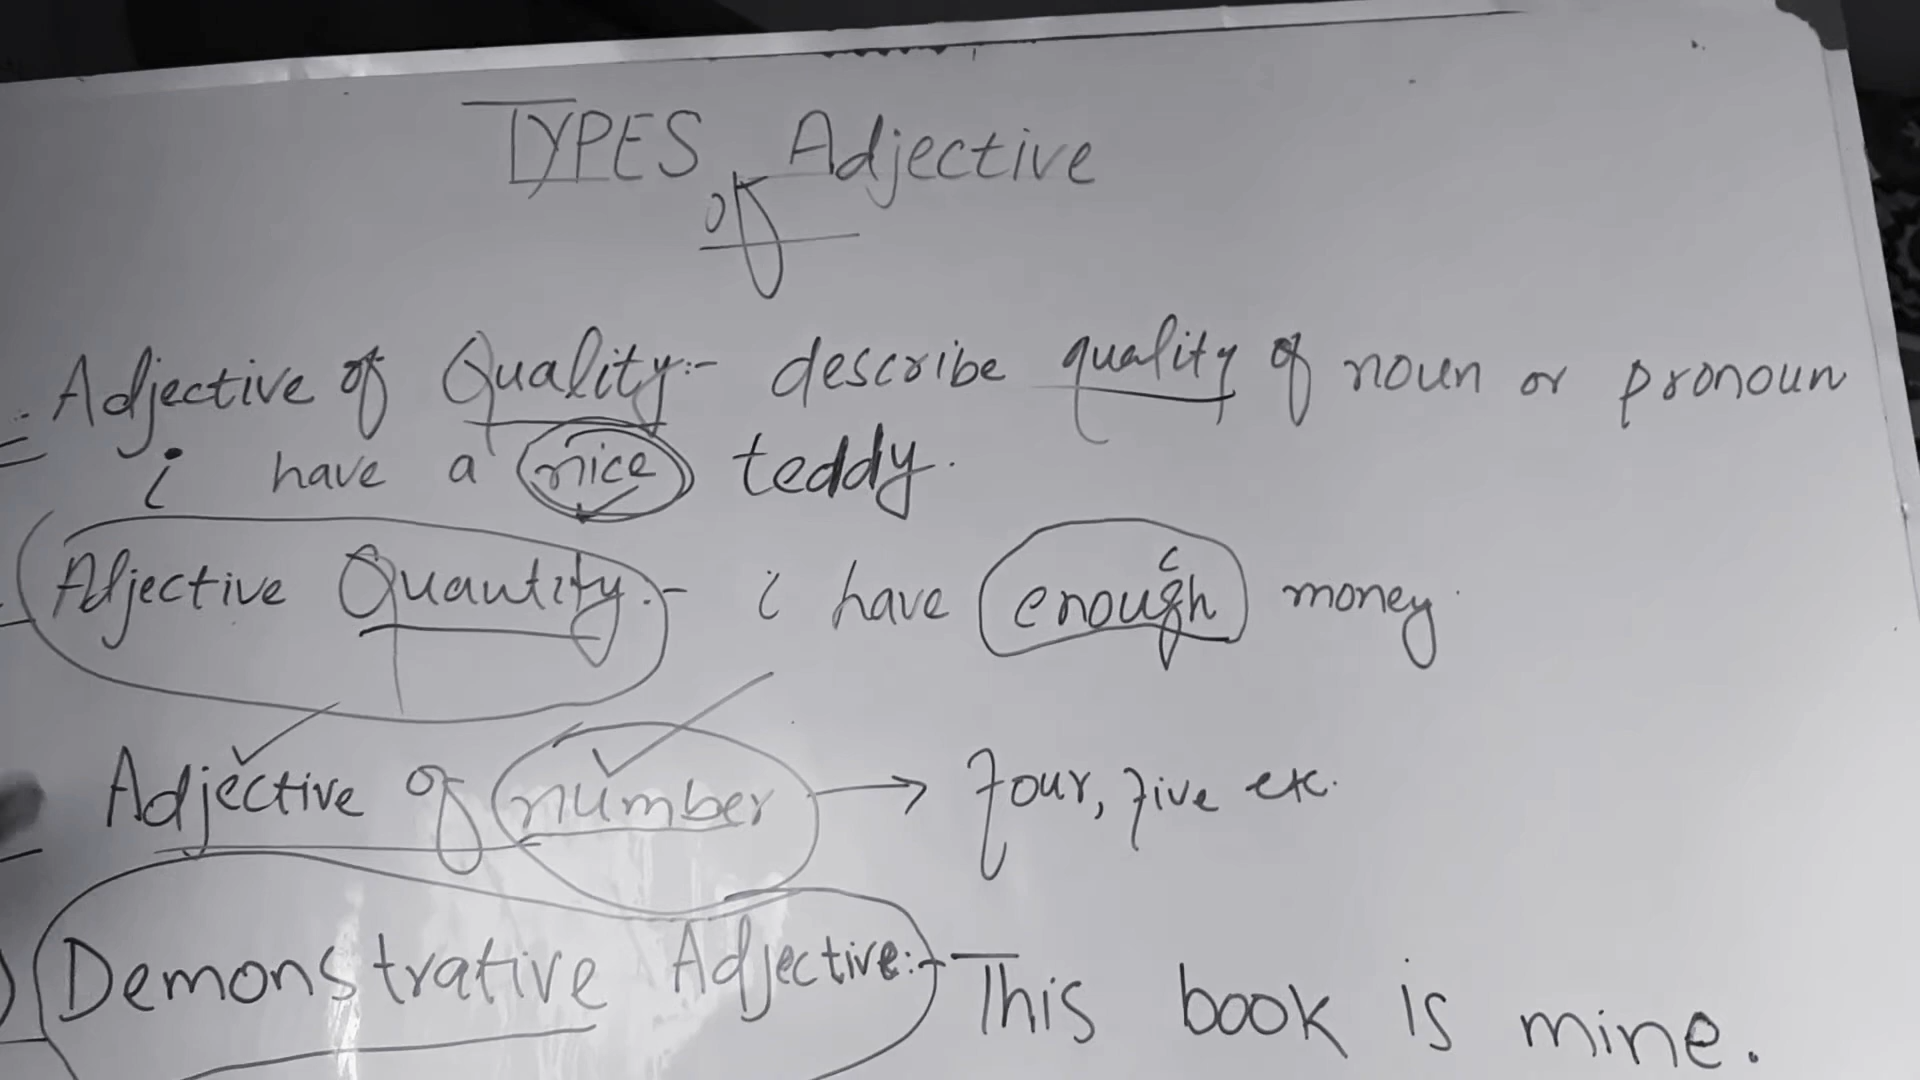 TYPES of Adjective
Adjective of Quality:- describe quality of noun or pronoun
i have a nice teddy.
Adjective Quantity:- i have enough money.
Adjective of number → four, five etc.
Demonstrative Adjective:- This book is mine.